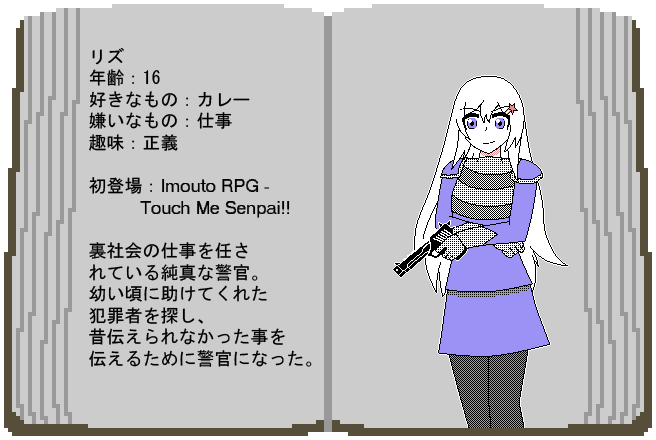 リズ
年齢：16
好きなもの：カレー
嫌いなもの：仕事
趣味：正義
初登場：Imouto RPG -
Touch Me Senpai!!
裏社会の仕事を任さ
れている純真な警官。
幼い頃に助けてくれた
犯罪者を探し、
昔伝えられなかった事を
伝えるために警官になった。